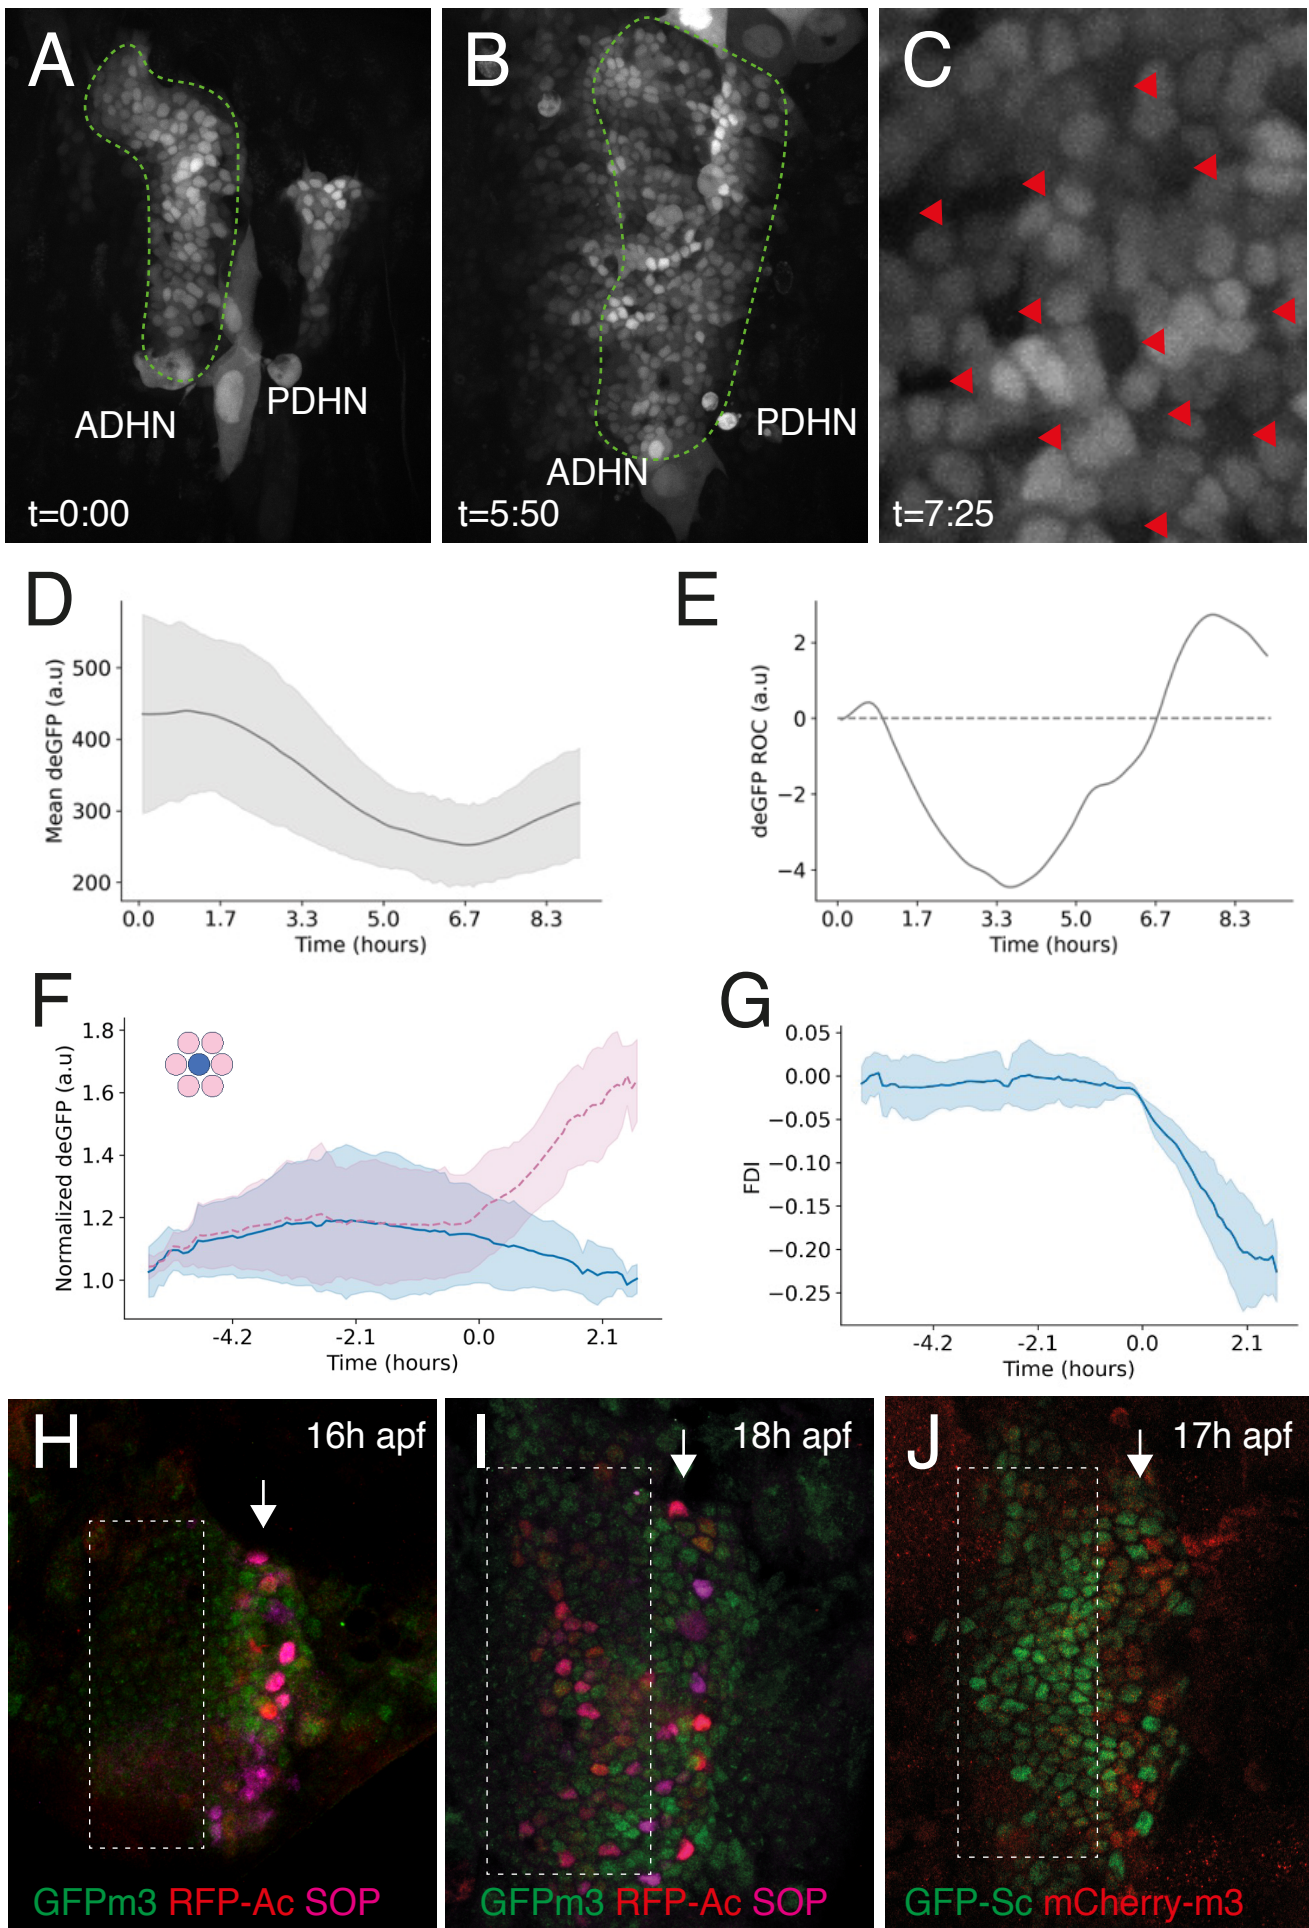 A
ADHN
PDHN
t=0:00
B
PDHN
ADHN
t=5:50
C
t=7:25
D
Mean deGFP (a.u)
500
400
300
200
0.0 1.7 3.3 5.0 6.7 8.3
Time (hours)
E
deGFP ROC (a.u)
2
0
−2
−4
0.0 1.7 3.3 5.0 6.7 8.3
Time (hours)
F
Normalized deGFP (a.u)
1.8
1.6
1.4
1.2
1.0
-4.2 -2.1 0.0 2.1
Time (hours)
G
FDI
0.05
0.00
−0.05
−0.10
−0.15
−0.20
−0.25
-4.2 -2.1 0.0 2.1
Time (hours)
H
16h apf
GFPm3 RFP-Ac SOP
I
18h apf
GFPm3 RFP-Ac SOP
J
17h apf
GFP-Sc mCherry-m3